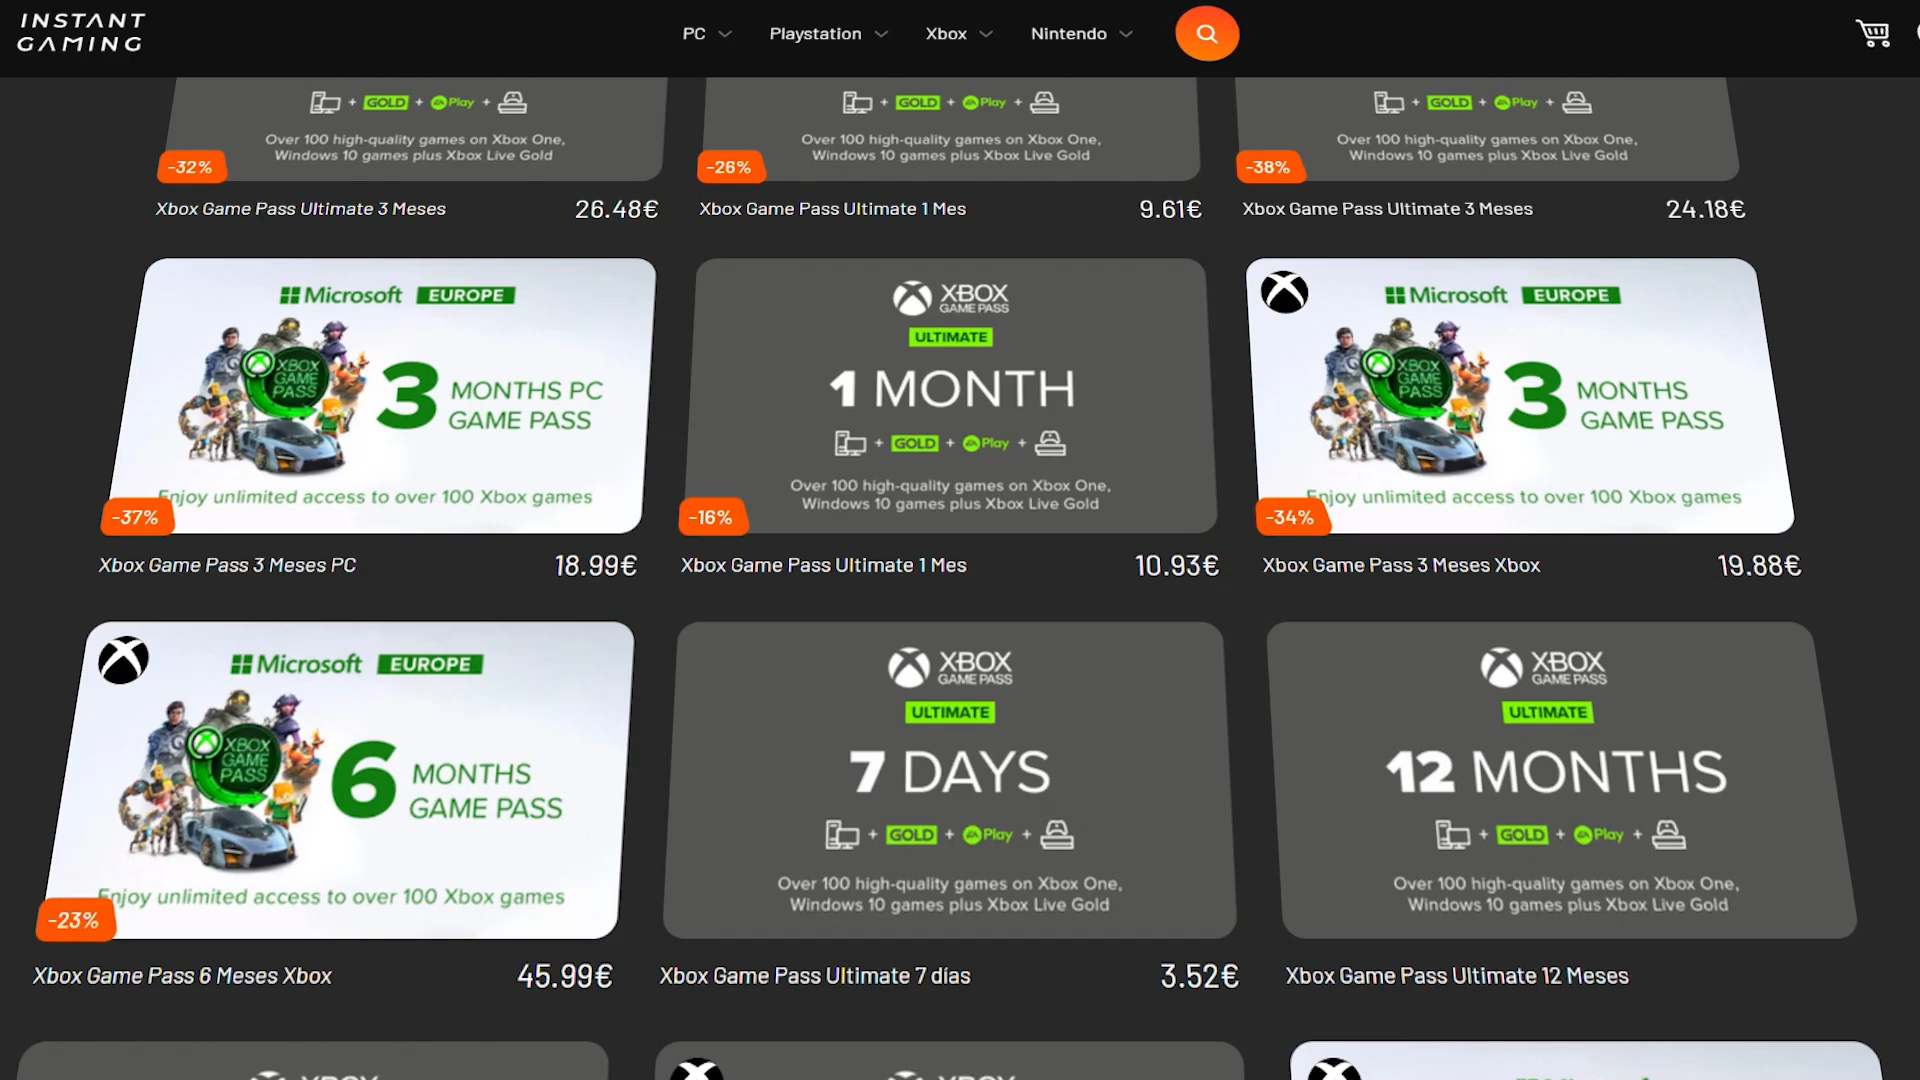 INSTANT
GAMING
PC
Playstation
Xbox
Nintendo
+ GOLD + EA Play +
Over 100 high-quality games on Xbox One,
Windows 10 games plus Xbox Live Gold
-32%
Xbox Game Pass Ultimate 3 Meses
26.48€
+ GOLD + EA Play +
Over 100 high-quality games on Xbox One,
Windows 10 games plus Xbox Live Gold
-26%
Xbox Game Pass Ultimate 1 Mes
9.61€
+ GOLD + EA Play +
Over 100 high-quality games on Xbox One,
Windows 10 games plus Xbox Live Gold
-38%
Xbox Game Pass Ultimate 3 Meses
24.18€
Microsoft EUROPE
XBOX
GAME
PASS
3 MONTHS PC
GAME PASS
Enjoy unlimited access to over 100 Xbox games
-37%
Xbox Game Pass 3 Meses PC
18.99€
XBOX
GAME PASS
ULTIMATE
1 MONTH
+ GOLD + EA Play +
Over 100 high-quality games on Xbox One,
Windows 10 games plus Xbox Live Gold
-16%
Xbox Game Pass Ultimate 1 Mes
10.93€
Microsoft EUROPE
XBOX
GAME
PASS
3 MONTHS
GAME PASS
Enjoy unlimited access to over 100 Xbox games
-34%
Xbox Game Pass 3 Meses Xbox
19.88€
Microsoft EUROPE
XBOX
GAME
PASS
6 MONTHS
GAME PASS
Enjoy unlimited access to over 100 Xbox games
-23%
Xbox Game Pass 6 Meses Xbox
45.99€
XBOX
GAME PASS
ULTIMATE
7 DAYS
+ GOLD + EA Play +
Over 100 high-quality games on Xbox One,
Windows 10 games plus Xbox Live Gold
Xbox Game Pass Ultimate 7 días
3.52€
XBOX
GAME PASS
ULTIMATE
12 MONTHS
+ GOLD + EA Play +
Over 100 high-quality games on Xbox One,
Windows 10 games plus Xbox Live Gold
Xbox Game Pass Ultimate 12 Meses
XBOX
XBOX